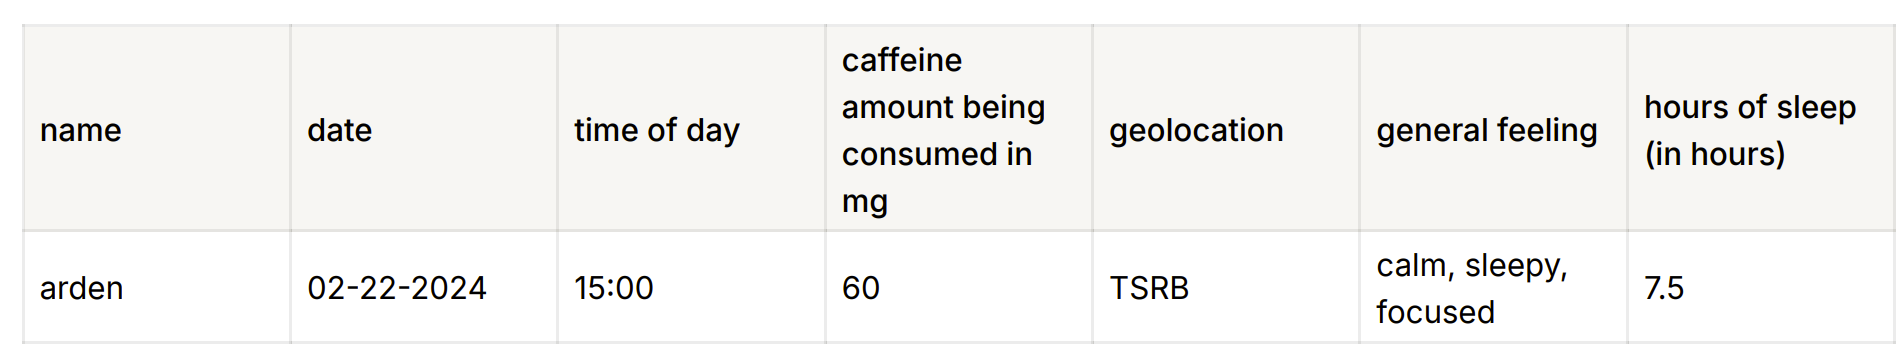 name
date
time of day
caffeine
amount being
consumed in
mg
geolocation
general feeling
hours of sleep
(in hours)
arden
02-22-2024
15:00
60
TSRB
calm, sleepy,
focused
7.5